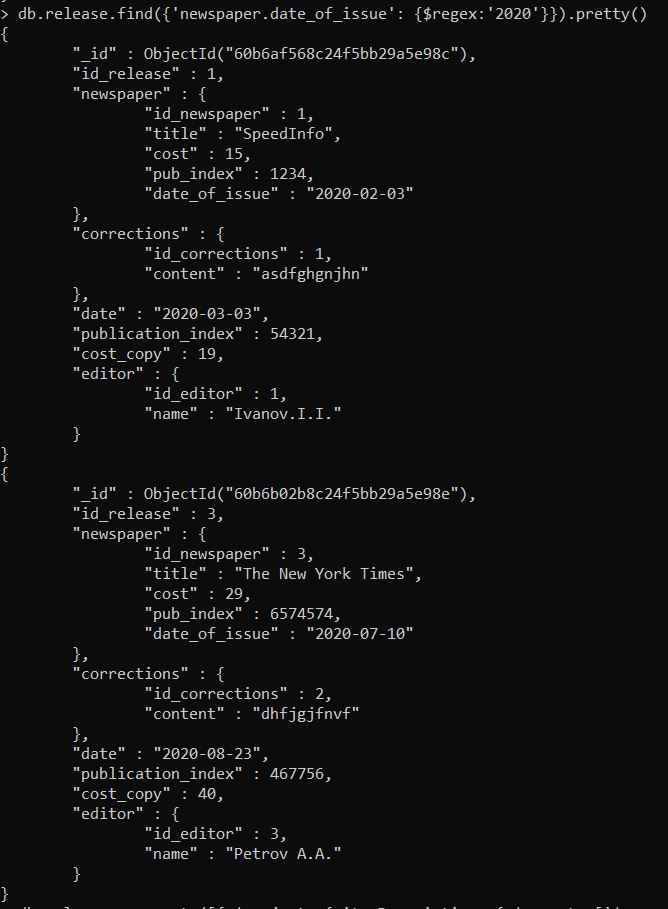 > db.release.find({'newspaper.date_of_issue': {$regex:'2020'}}).pretty()
{
        "_id" : ObjectId("60b6af568c24f5bb29a5e98c"),
        "id_release" : 1,
        "newspaper" : {
                "id_newspaper" : 1,
                "title" : "SpeedInfo",
                "cost" : 15,
                "pub_index" : 1234,
                "date_of_issue" : "2020-02-03"
        },
        "corrections" : {
                "id_corrections" : 1,
                "content" : "asdfghgnjhn"
        },
        "date" : "2020-03-03",
        "publication_index" : 54321,
        "cost_copy" : 19,
        "editor" : {
                "id_editor" : 1,
                "name" : "Ivanov.I.I."
        }
}
{
        "_id" : ObjectId("60b6b02b8c24f5bb29a5e98e"),
        "id_release" : 3,
        "newspaper" : {
                "id_newspaper" : 3,
                "title" : "The New York Times",
                "cost" : 29,
                "pub_index" : 6574574,
                "date_of_issue" : "2020-07-10"
        },
        "corrections" : {
                "id_corrections" : 2,
                "content" : "dhfjgjfnvf"
        },
        "date" : "2020-08-23",
        "publication_index" : 467756,
        "cost_copy" : 40,
        "editor" : {
                "id_editor" : 3,
                "name" : "Petrov A.A."
        }
}